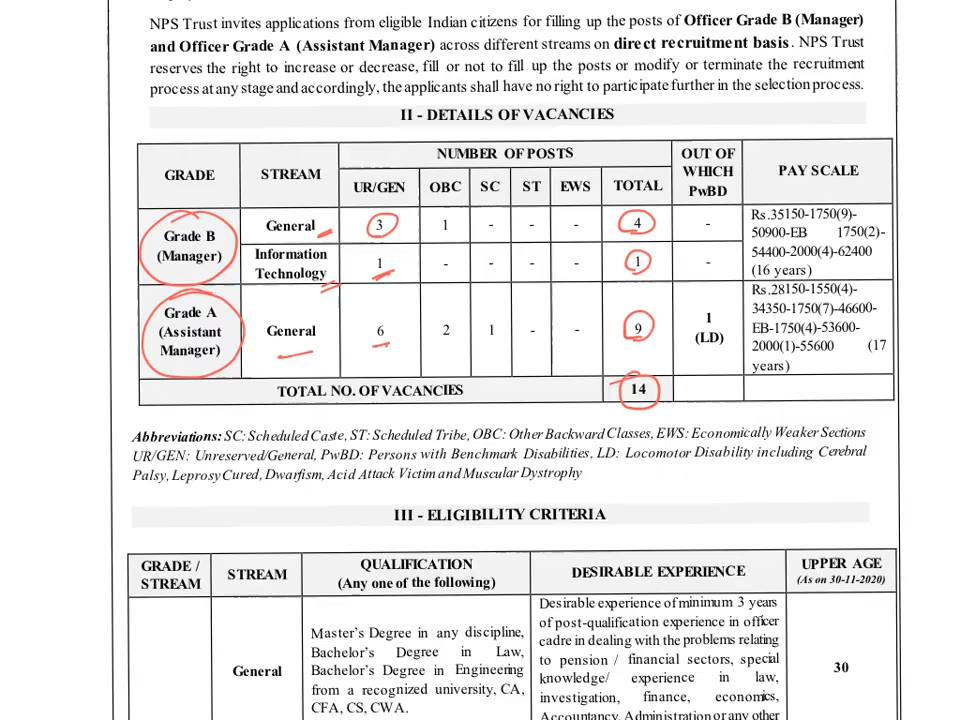 NPS Trust invites applications from eligible Indian citizens for filling up the posts of Officer Grade B (Manager)
and Officer Grade A (Assistant Manager) across different streams on direct recruitment basis. NPS Trust
reserves the right to increase or decrease, fill or not to fill up the posts or modify or terminate the recruitment
process at any stage and accordingly, the applicants shall have no right to participate further in the selection process.
II - DETAILS OF VACANCIES
GRADE STREAM NUMBER OF POSTS OUT OF WHICH PwBD PAY SCALE
UR/GEN OBC SC ST EWS TOTAL
Grade B
(Manager)
General 3 1 - - - 4 -
Information
Technology
1 - - - - 1 -
Rs.35150-1750(9)-
50900-EB 1750(2)-
54400-2000(4)-62400
(16 years)
Grade A
(Assistant
Manager)
General 6 2 1 - - 9
1
(LD)
Rs.28150-1550(4)-
34350-1750(7)-46600-
EB-1750(4)-53600-
2000(1)-55600 (17
years)
TOTAL NO. OF VACANCIES 14
Abbreviations: SC: Scheduled Caste, ST: Scheduled Tribe, OBC: Other Backward Classes, EWS: Economically Weaker Sections
UR/GEN: Unreserved/General, PwBD: Persons with Benchmark Disabilities, LD: Locomotor Disability including Cerebral
Palsy, Leprosy Cured, Dwarfism, Acid Attack Victim and Muscular Dystrophy
III - ELIGIBILITY CRITERIA
GRADE /
STREAM
STREAM
QUALIFICATION
(Any one of the following)
DESIRABLE EXPERIENCE
UPPER AGE
(As on 30-11-2020)
General
Master's Degree in any discipline,
Bachelor's Degree in Law,
Bachelor's Degree in Engineering
from a recognized university, CA,
CFA, CS, CWA.
Desirable experience of minimum 3 years
of post-qualification experience in officer
cadre in dealing with the problems relating
to pension / financial sectors, special
knowledge/ experience in law,
investigation, finance, economics,
Accountancy, Administration or any other
30